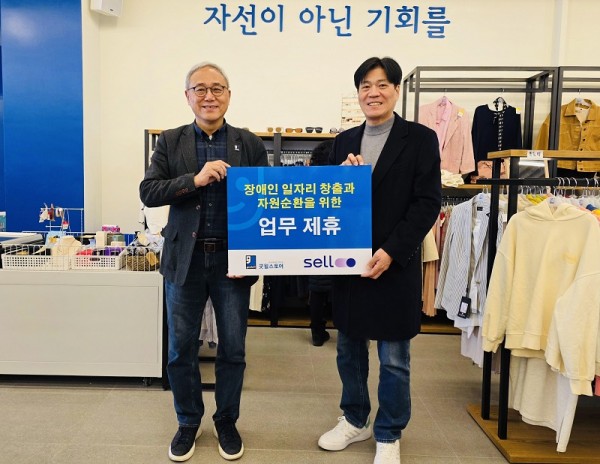 자선이 아닌 기회를
장애인 일자리 창출과
자원순환을 위한
업무 제휴
굿윌스토어
sell